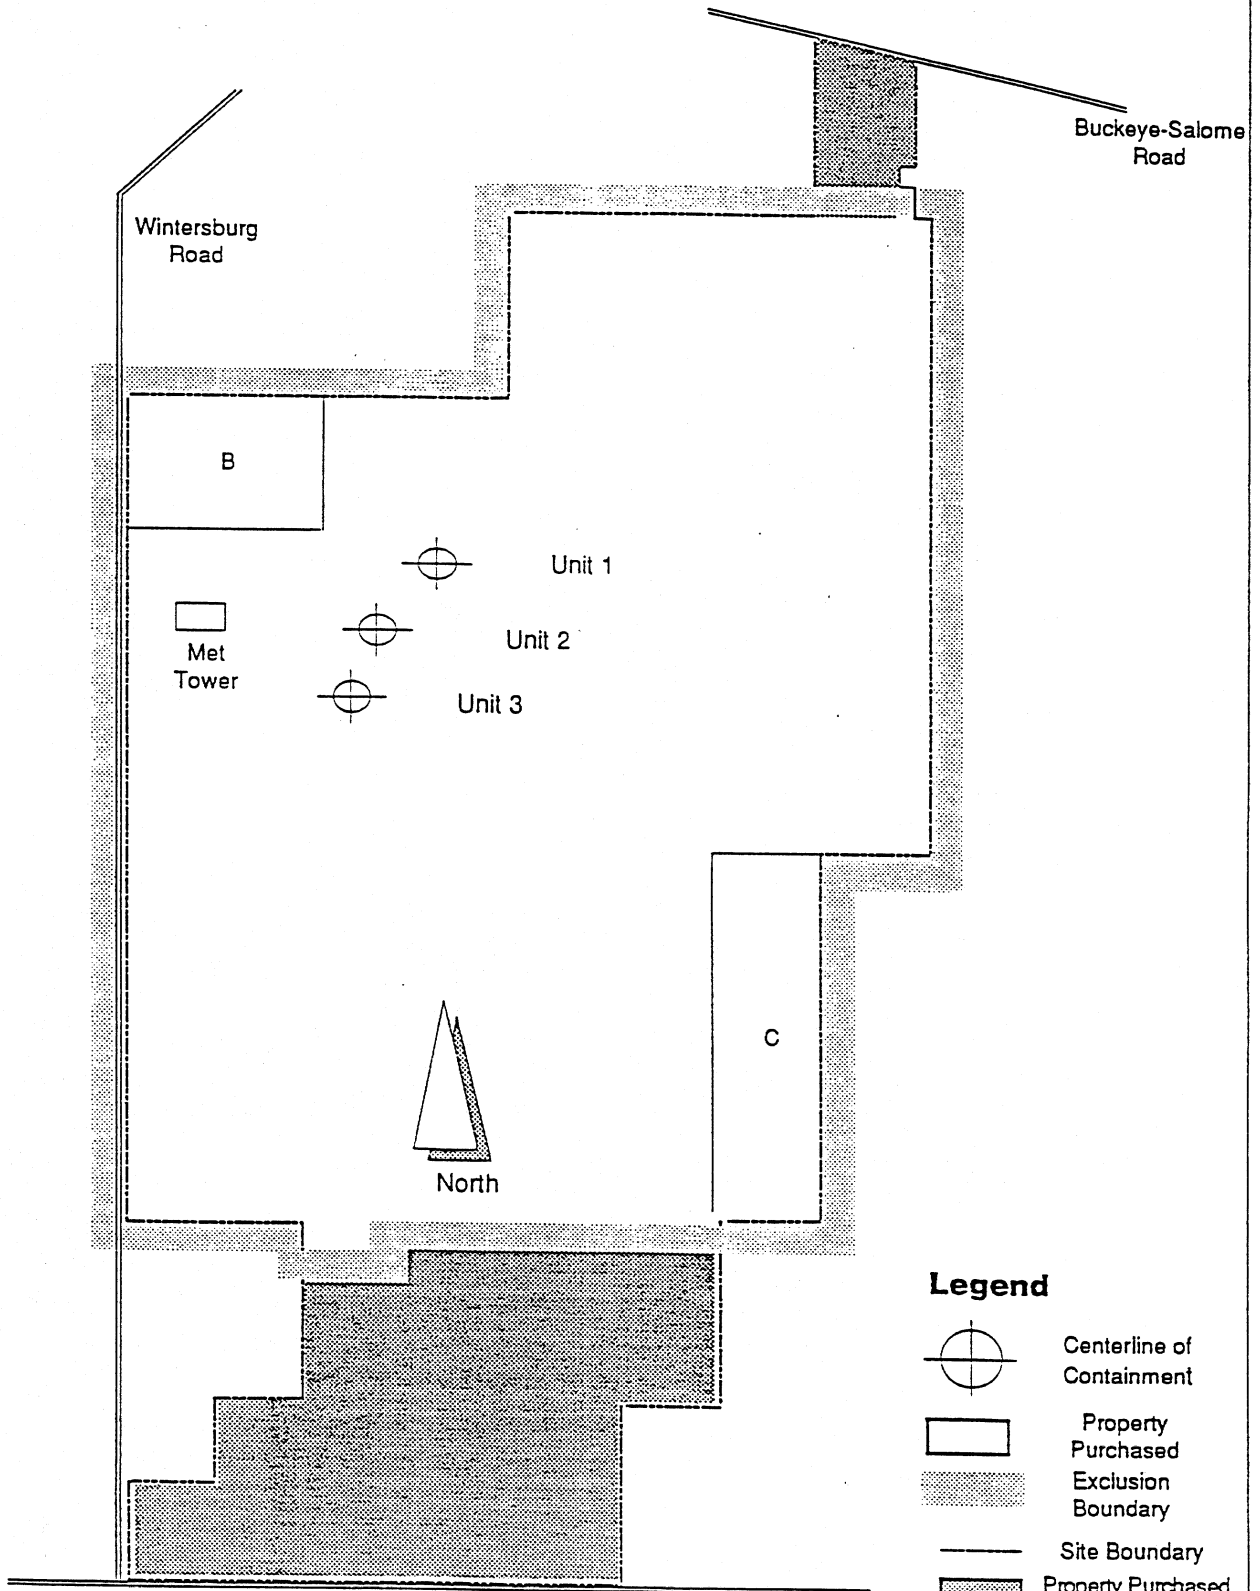 Buckeye-Salome
Road
Wintersburg
Road
B
Unit 1
Unit 2
Met
Tower
Unit 3
C
North
Legend
Centerline of
Containment
Property
Purchased
Exclusion
Boundary
Site Boundary
Property Purchased